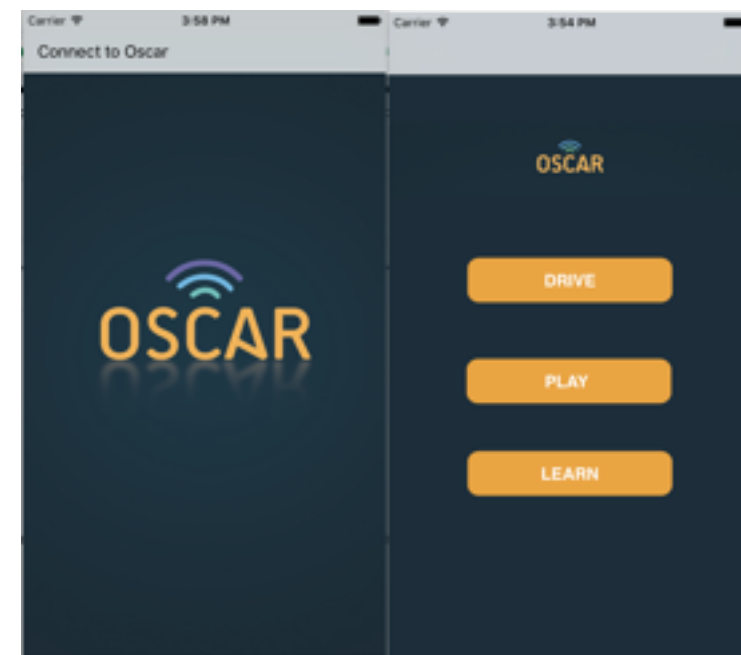 Carrier 3:58 PM
Connect to Oscar
OSCAR
Carrier 3:54 PM
OSCAR
DRIVE
PLAY
LEARN